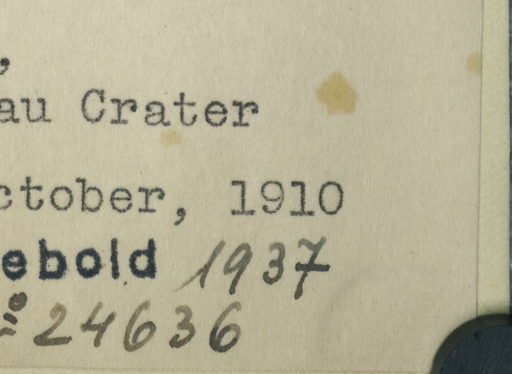 ,
au Crater
ctober, 1910
ebold 1937
º 24636